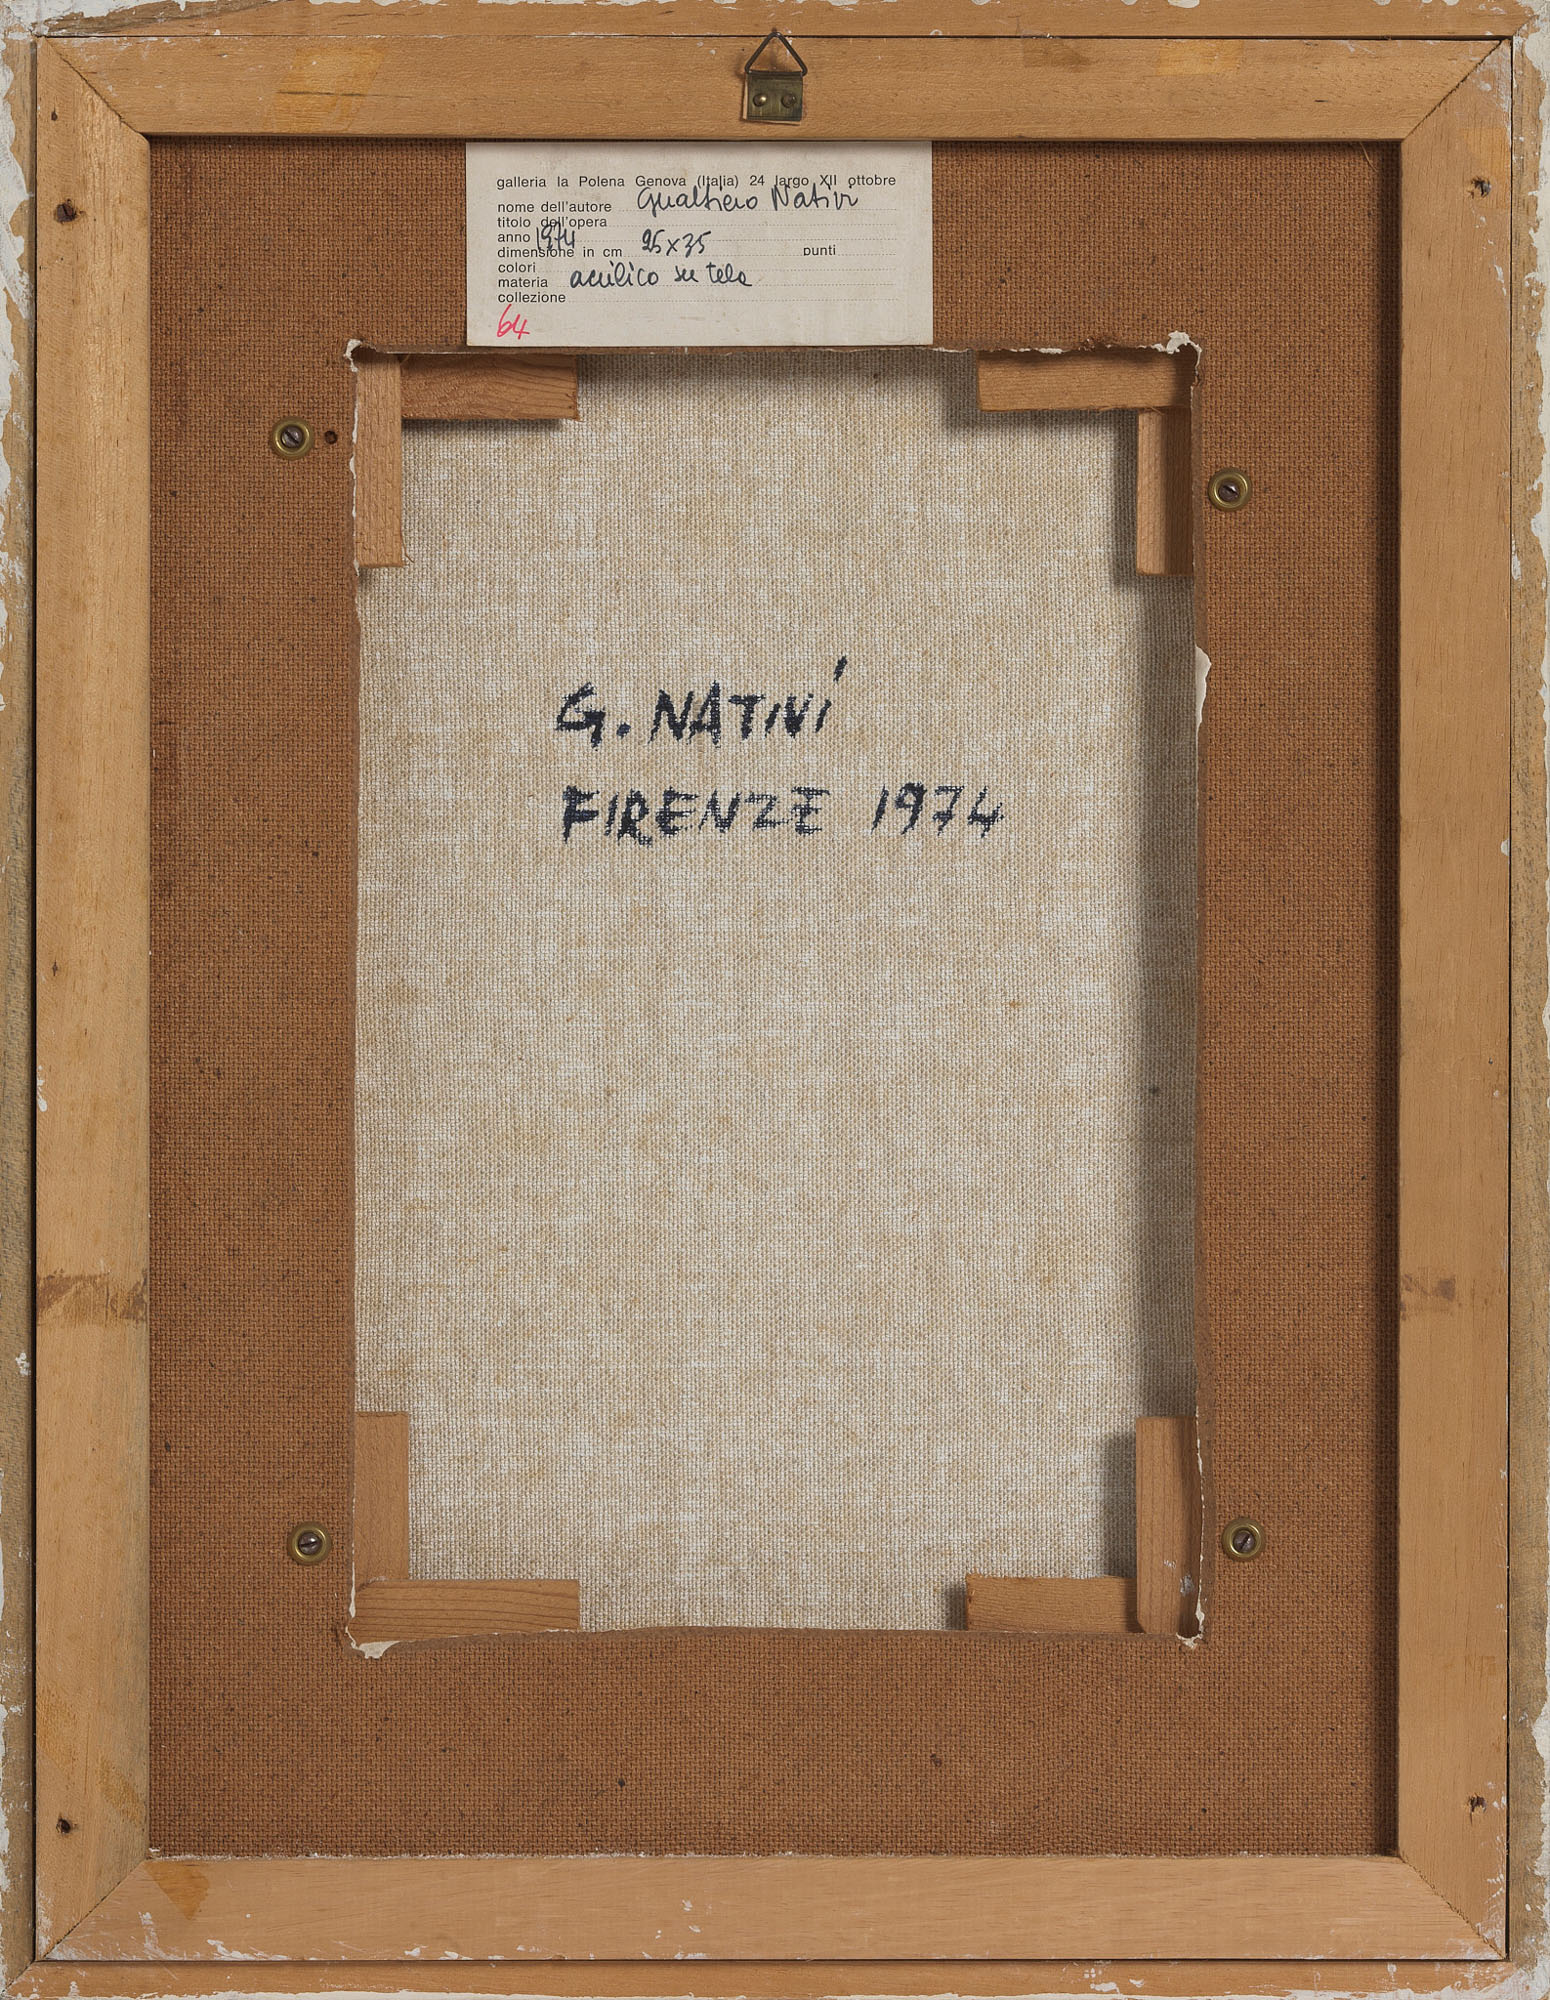 galleria la Polena Genova (Italia) 24 largo XII ottobre
nome dell'autore Gualtiero Nativi
titolo dell'opera
anno 1974
dimensione in cm 25x35 punti
colori
materia acrilico su tela
collezione
64
G. NATIVI
FIRENZE 1974